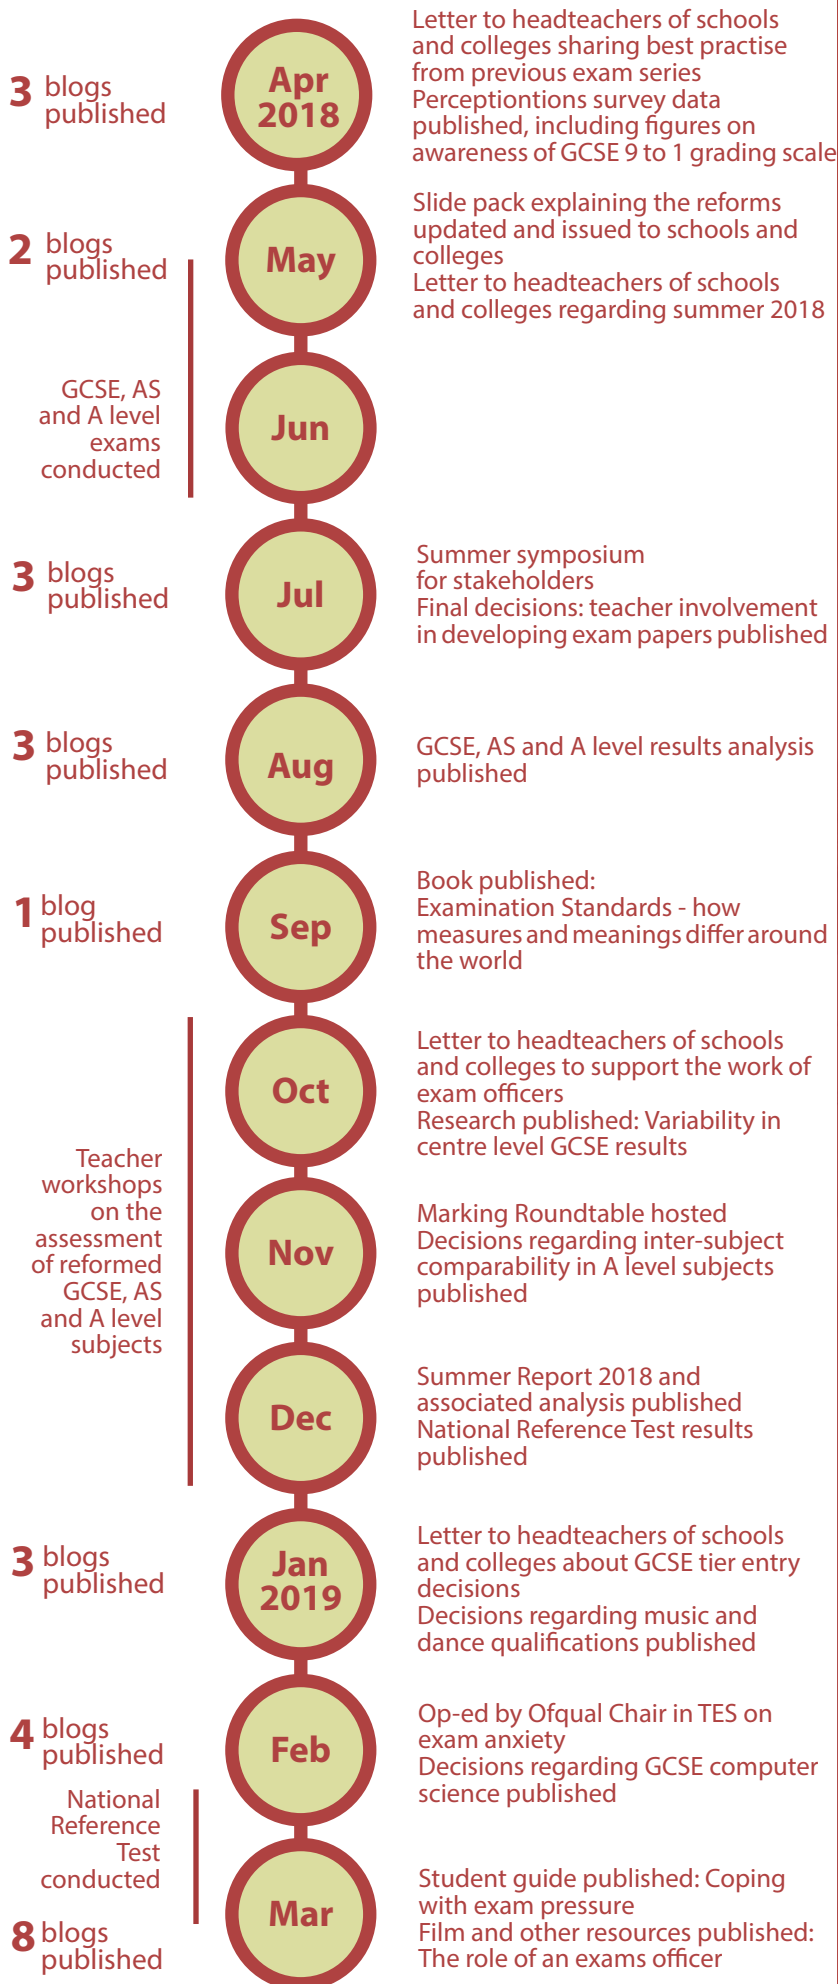 3 blogs
published
Apr
2018
Letter to headteachers of schools
and colleges sharing best practise
from previous exam series
Perceptiontions survey data
published, including figures on
awareness of GCSE 9 to 1 grading scale
2 blogs
published
May
Slide pack explaining the reforms
updated and issued to schools and
colleges
Letter to headteachers of schools
and colleges regarding summer 2018
GCSE, AS
and A level
exams
conducted
Jun
3 blogs
published
Jul
Summer symposium
for stakeholders
Final decisions: teacher involvement
in developing exam papers published
3 blogs
published
Aug
GCSE, AS and A level results analysis
published
1 blog
published
Sep
Book published:
Examination Standards - how
measures and meanings differ around
the world
Oct
Letter to headteachers of schools
and colleges to support the work of
exam officers
Research published: Variability in
centre level GCSE results
Teacher
workshops
on the
assessment
of reformed
GCSE, AS
and A level
subjects
Nov
Marking Roundtable hosted
Decisions regarding inter-subject
comparability in A level subjects
published
Dec
Summer Report 2018 and
associated analysis published
National Reference Test results
published
3 blogs
published
Jan
2019
Letter to headteachers of schools
and colleges about GCSE tier entry
decisions
Decisions regarding music and
dance qualifications published
4 blogs
published
Feb
Op-ed by Ofqual Chair in TES on
exam anxiety
Decisions regarding GCSE computer
science published
National
Reference
Test
conducted
8 blogs
published
Mar
Student guide published: Coping
with exam pressure
Film and other resources published:
The role of an exams officer